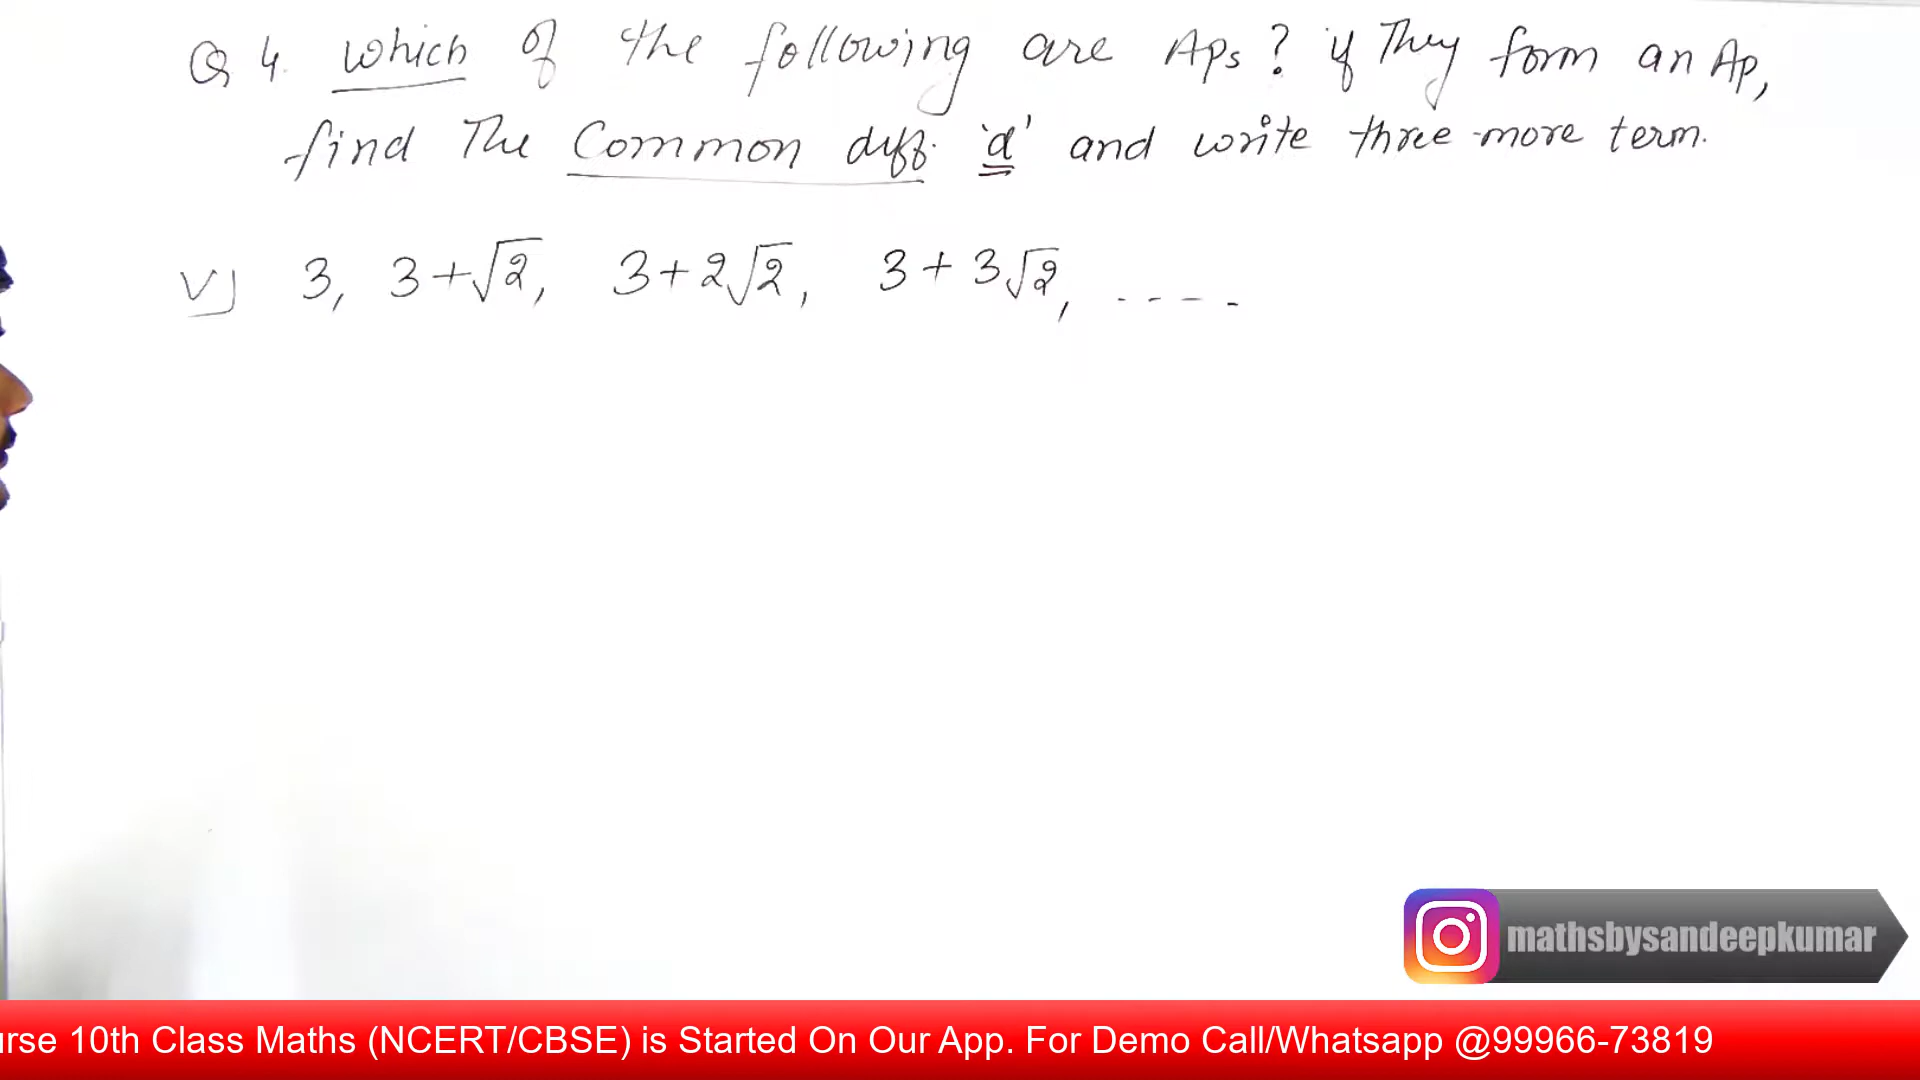 Q 4. which of the following are APs? if They form an AP,
find The Common diff. 'd' and write three more term.
V) 3, 3+√2, 3+2√2, 3+3√2, ----
mathsbysandeepkumar
urse 10th Class Maths (NCERT/CBSE) is Started On Our App. For Demo Call/Whatsapp @99966-73819